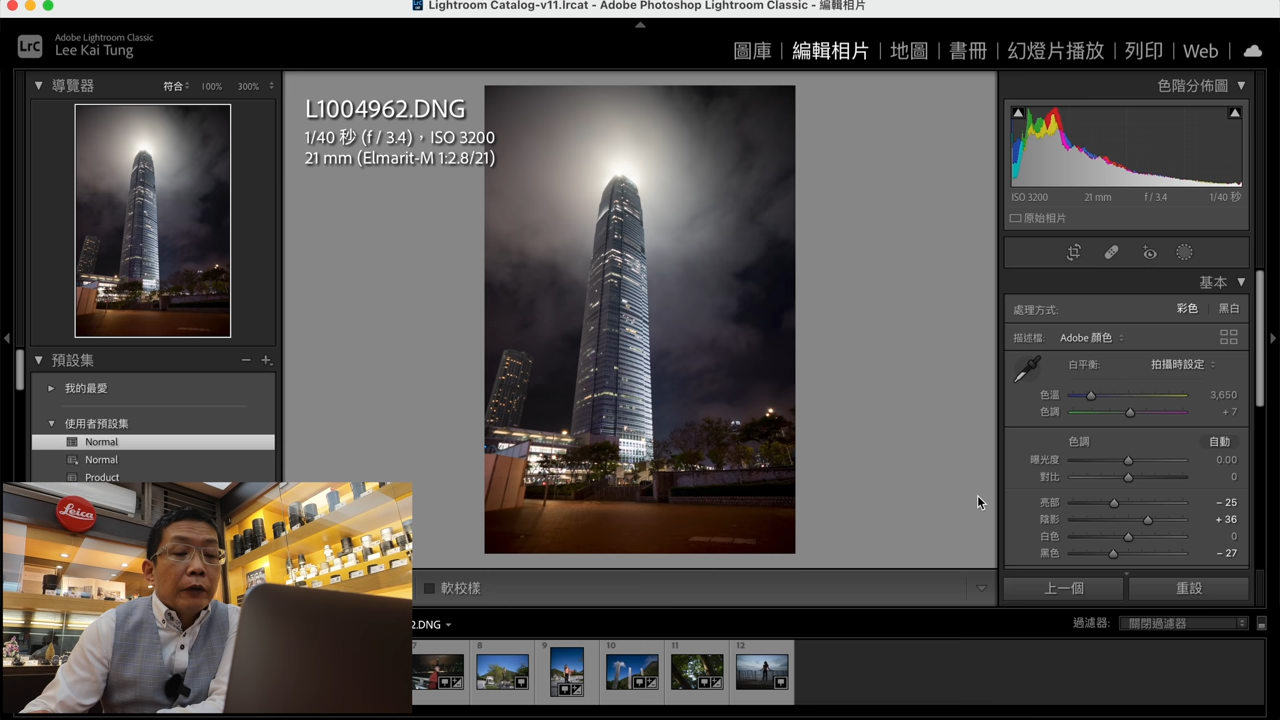 Lightroom Catalog-v11.lrcat - Adobe Photoshop Lightroom Classic - 編輯相片
LrC
Adobe Lightroom Classic
Lee Kai Tung
圖庫 | 編輯相片 | 地圖 | 書冊 | 幻燈片播放 | 列印 | Web
導覽器
符合
100%
300%
L1004962.DNG
1/40 秒 (f / 3.4),ISO 3200
21 mm (Elmarit-M 1:2.8/21)
色階分佈圖
ISO 3200 21 mm f / 3.4 1/40 秒
原始相片
基本
處理方式: 彩色 黑白
描述檔: Adobe 顏色
白平衡: 拍攝時設定
色溫 3,650
色調 + 7
色調 自動
曝光度 0.00
對比 0
亮部 – 25
陰影 + 36
白色 0
黑色 – 27
上一個 重設
預設集
我的最愛
使用者預設集
Normal
Normal
Product
Leica
軟校樣
2.DNG
過濾器: 關閉過濾器
7
8
9
10
11
12